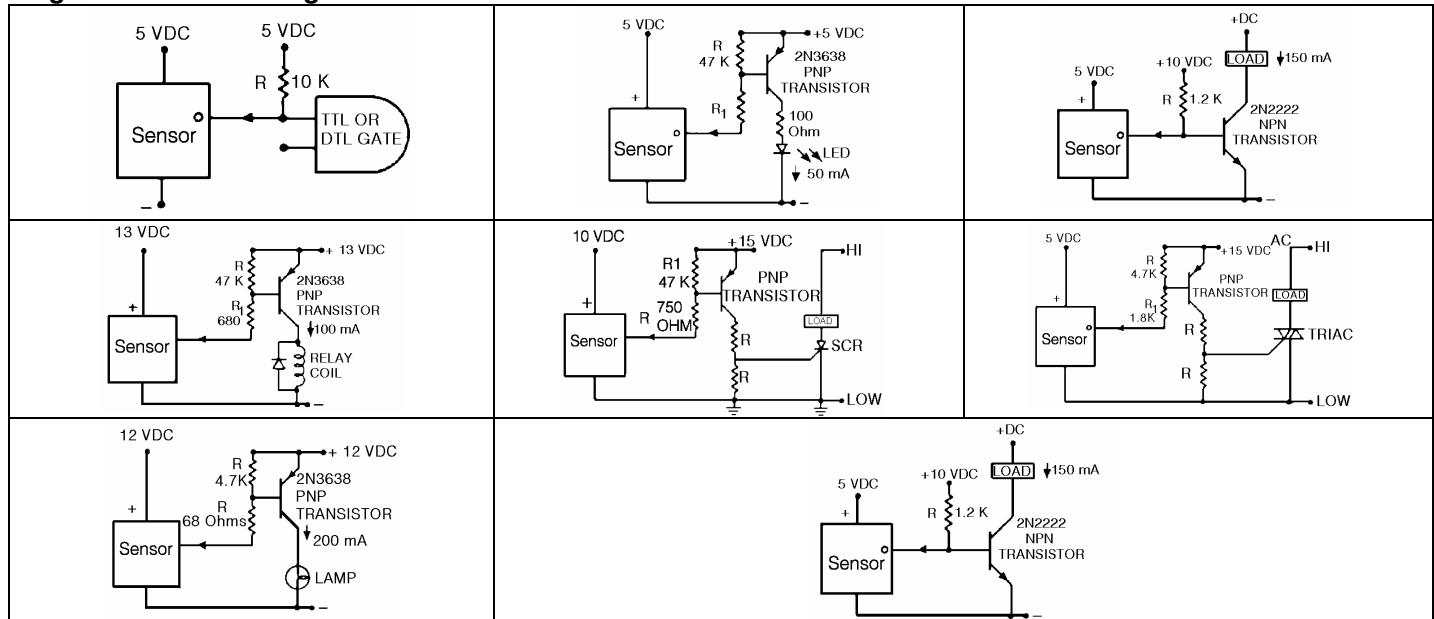 5 VDC
5 VDC
R 10 K
Sensor
TTL OR
DTL GATE
−
5 VDC
+5 VDC
R
47 K
2N3638
PNP
TRANSISTOR
+
R1
100
Ohm
Sensor
LED
50 mA
−
+DC
LOAD 150 mA
+10 VDC
5 VDC
+
R 1.2 K
2N2222
NPN
TRANSISTOR
Sensor
−
13 VDC
+ 13 VDC
R
47 K
2N3638
PNP
TRANSISTOR
+
R1
680
100 mA
Sensor
RELAY
COIL
−
10 VDC
+15 VDC
HI
R1
47 K
PNP
TRANSISTOR
+
750
OHM
R
LOAD
Sensor
R
SCR
R
LOW
5 VDC
+15 VDC
AC HI
R
4.7K
PNP
TRANSISTOR
LOAD
+
R1
1.8K
Sensor
R
TRIAC
R
LOW
12 VDC
+ 12 VDC
R
4.7K
2N3638
PNP
TRANSISTOR
+
R
68 Ohms
200 mA
Sensor
LAMP
−
+DC
LOAD 150 mA
+10 VDC
5 VDC
+
R 1.2 K
2N2222
NPN
TRANSISTOR
Sensor
−